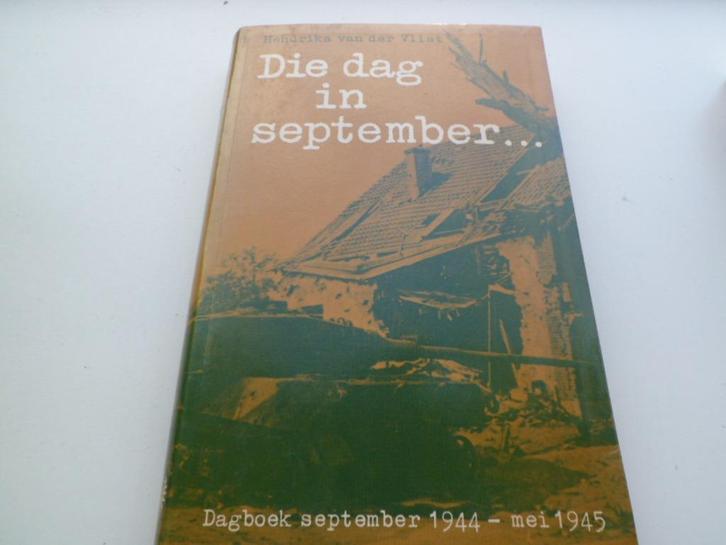 Hendrika van der Vlist
Die dag
in
september...
Dagboek september 1944 - mei 1945